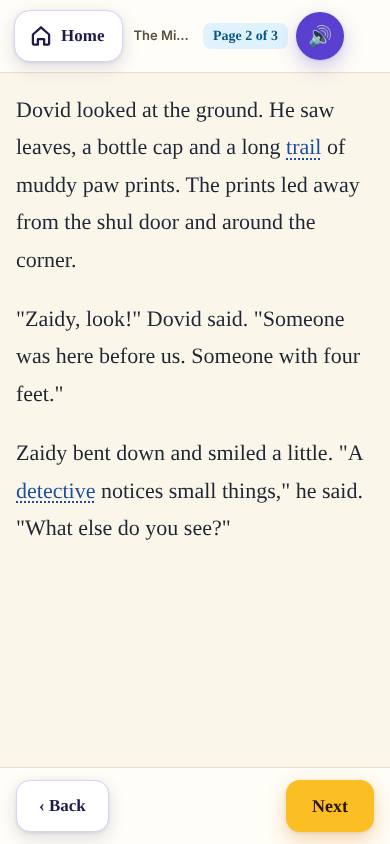 Home
The Mi...
Page 2 of 3
Dovid looked at the ground. He saw
leaves, a bottle cap and a long trail of
muddy paw prints. The prints led away
from the shul door and around the
corner.
"Zaidy, look!" Dovid said. "Someone
was here before us. Someone with four
feet."
Zaidy bent down and smiled a little. "A
detective notices small things," he said.
"What else do you see?"
‹ Back
Next